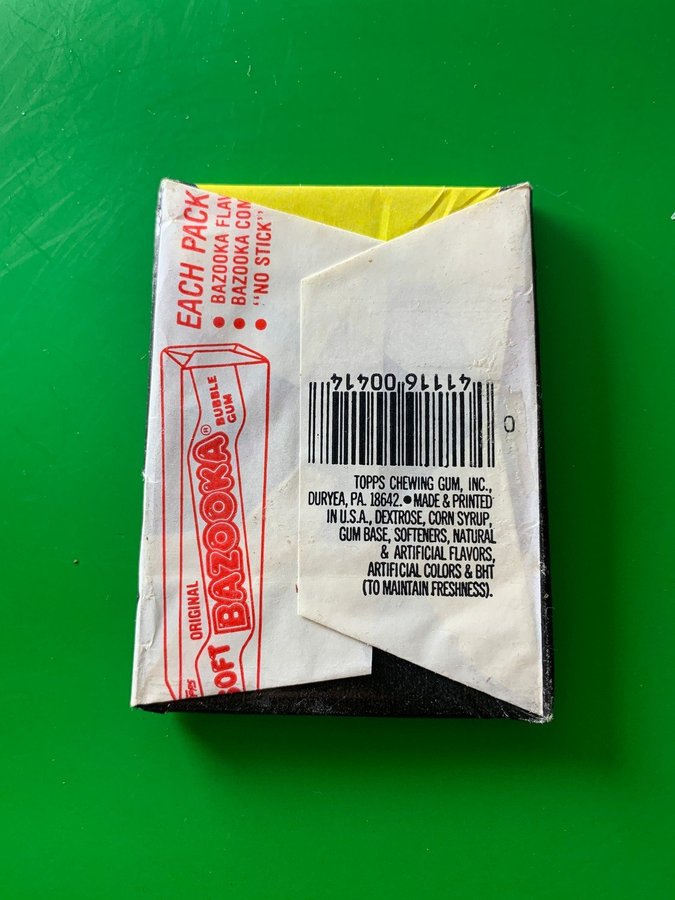 EACH PACK
• BAZOOKA FLAV
• BAZOOKA CON
• "NO STICK"
BUBBLE
GUM
BAZOOKA®
ORIGINAL
SOFT
41116 00414
0
TOPPS CHEWING GUM, INC.,
DURYEA, PA. 18642. • MADE & PRINTED
IN U.S.A., DEXTROSE, CORN SYRUP,
GUM BASE, SOFTENERS, NATURAL
& ARTIFICIAL FLAVORS,
ARTIFICIAL COLORS & BHT
(TO MAINTAIN FRESHNESS).